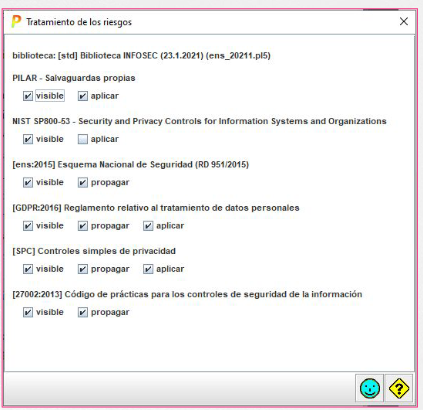 P Tratamiento de los riesgos
biblioteca: [std] Biblioteca INFOSEC (23.1.2021) (ens_20211.pl5)
PILAR - Salvaguardas propias
visible aplicar
NIST SP800-53 - Security and Privacy Controls for Information Systems and Organizations
visible aplicar
[ens:2015] Esquema Nacional de Seguridad (RD 951/2015)
visible propagar
[GDPR:2016] Reglamento relativo al tratamiento de datos personales
visible propagar aplicar
[SPC] Controles simples de privacidad
visible propagar aplicar
[27002:2013] Código de prácticas para los controles de seguridad de la información
visible propagar
?